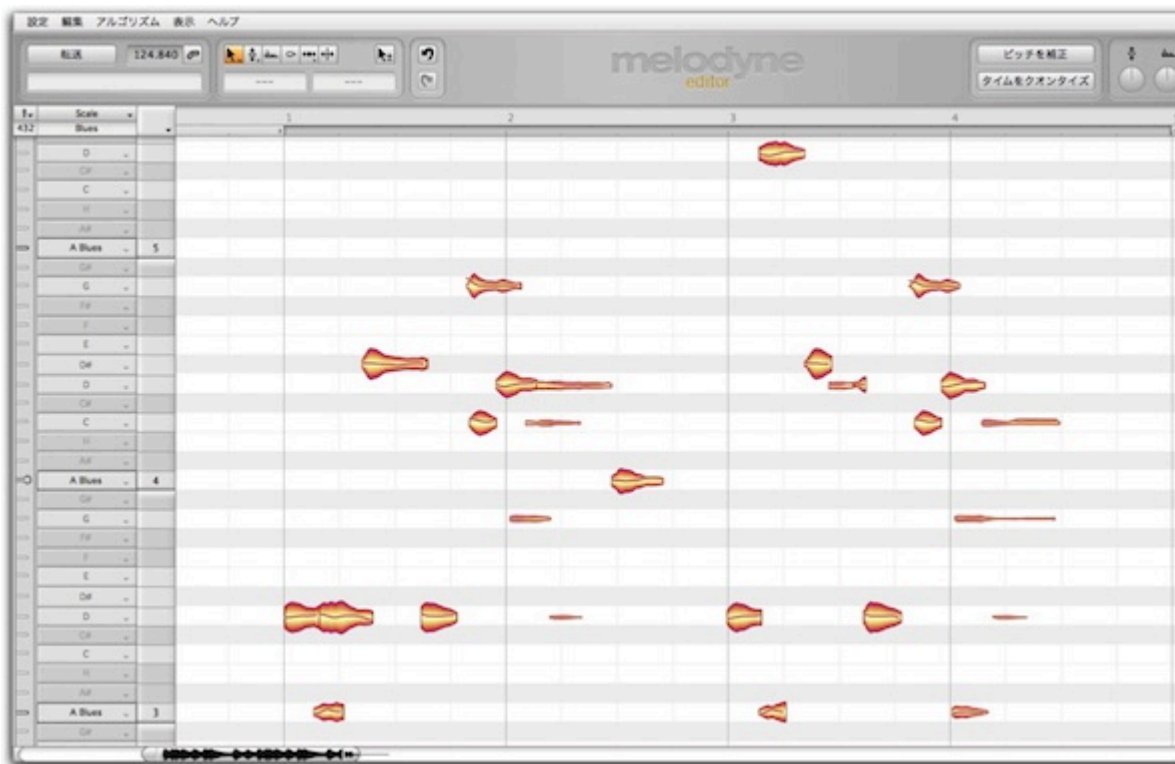 設定 編集 アルゴリズム 表示 ヘルプ
転送 124.840
melodyne
editor
--- ---
ピッチを補正
タイムをクオンタイズ
Scale
432 Blues
1 2 3 4
D
C#
C
H
A#
A Blues 5
G#
G
F#
F
E
D#
D
C#
C
H
A#
A Blues 4
G#
G
F#
F
E
D#
D
C#
C
H
A#
A Blues 3
G#